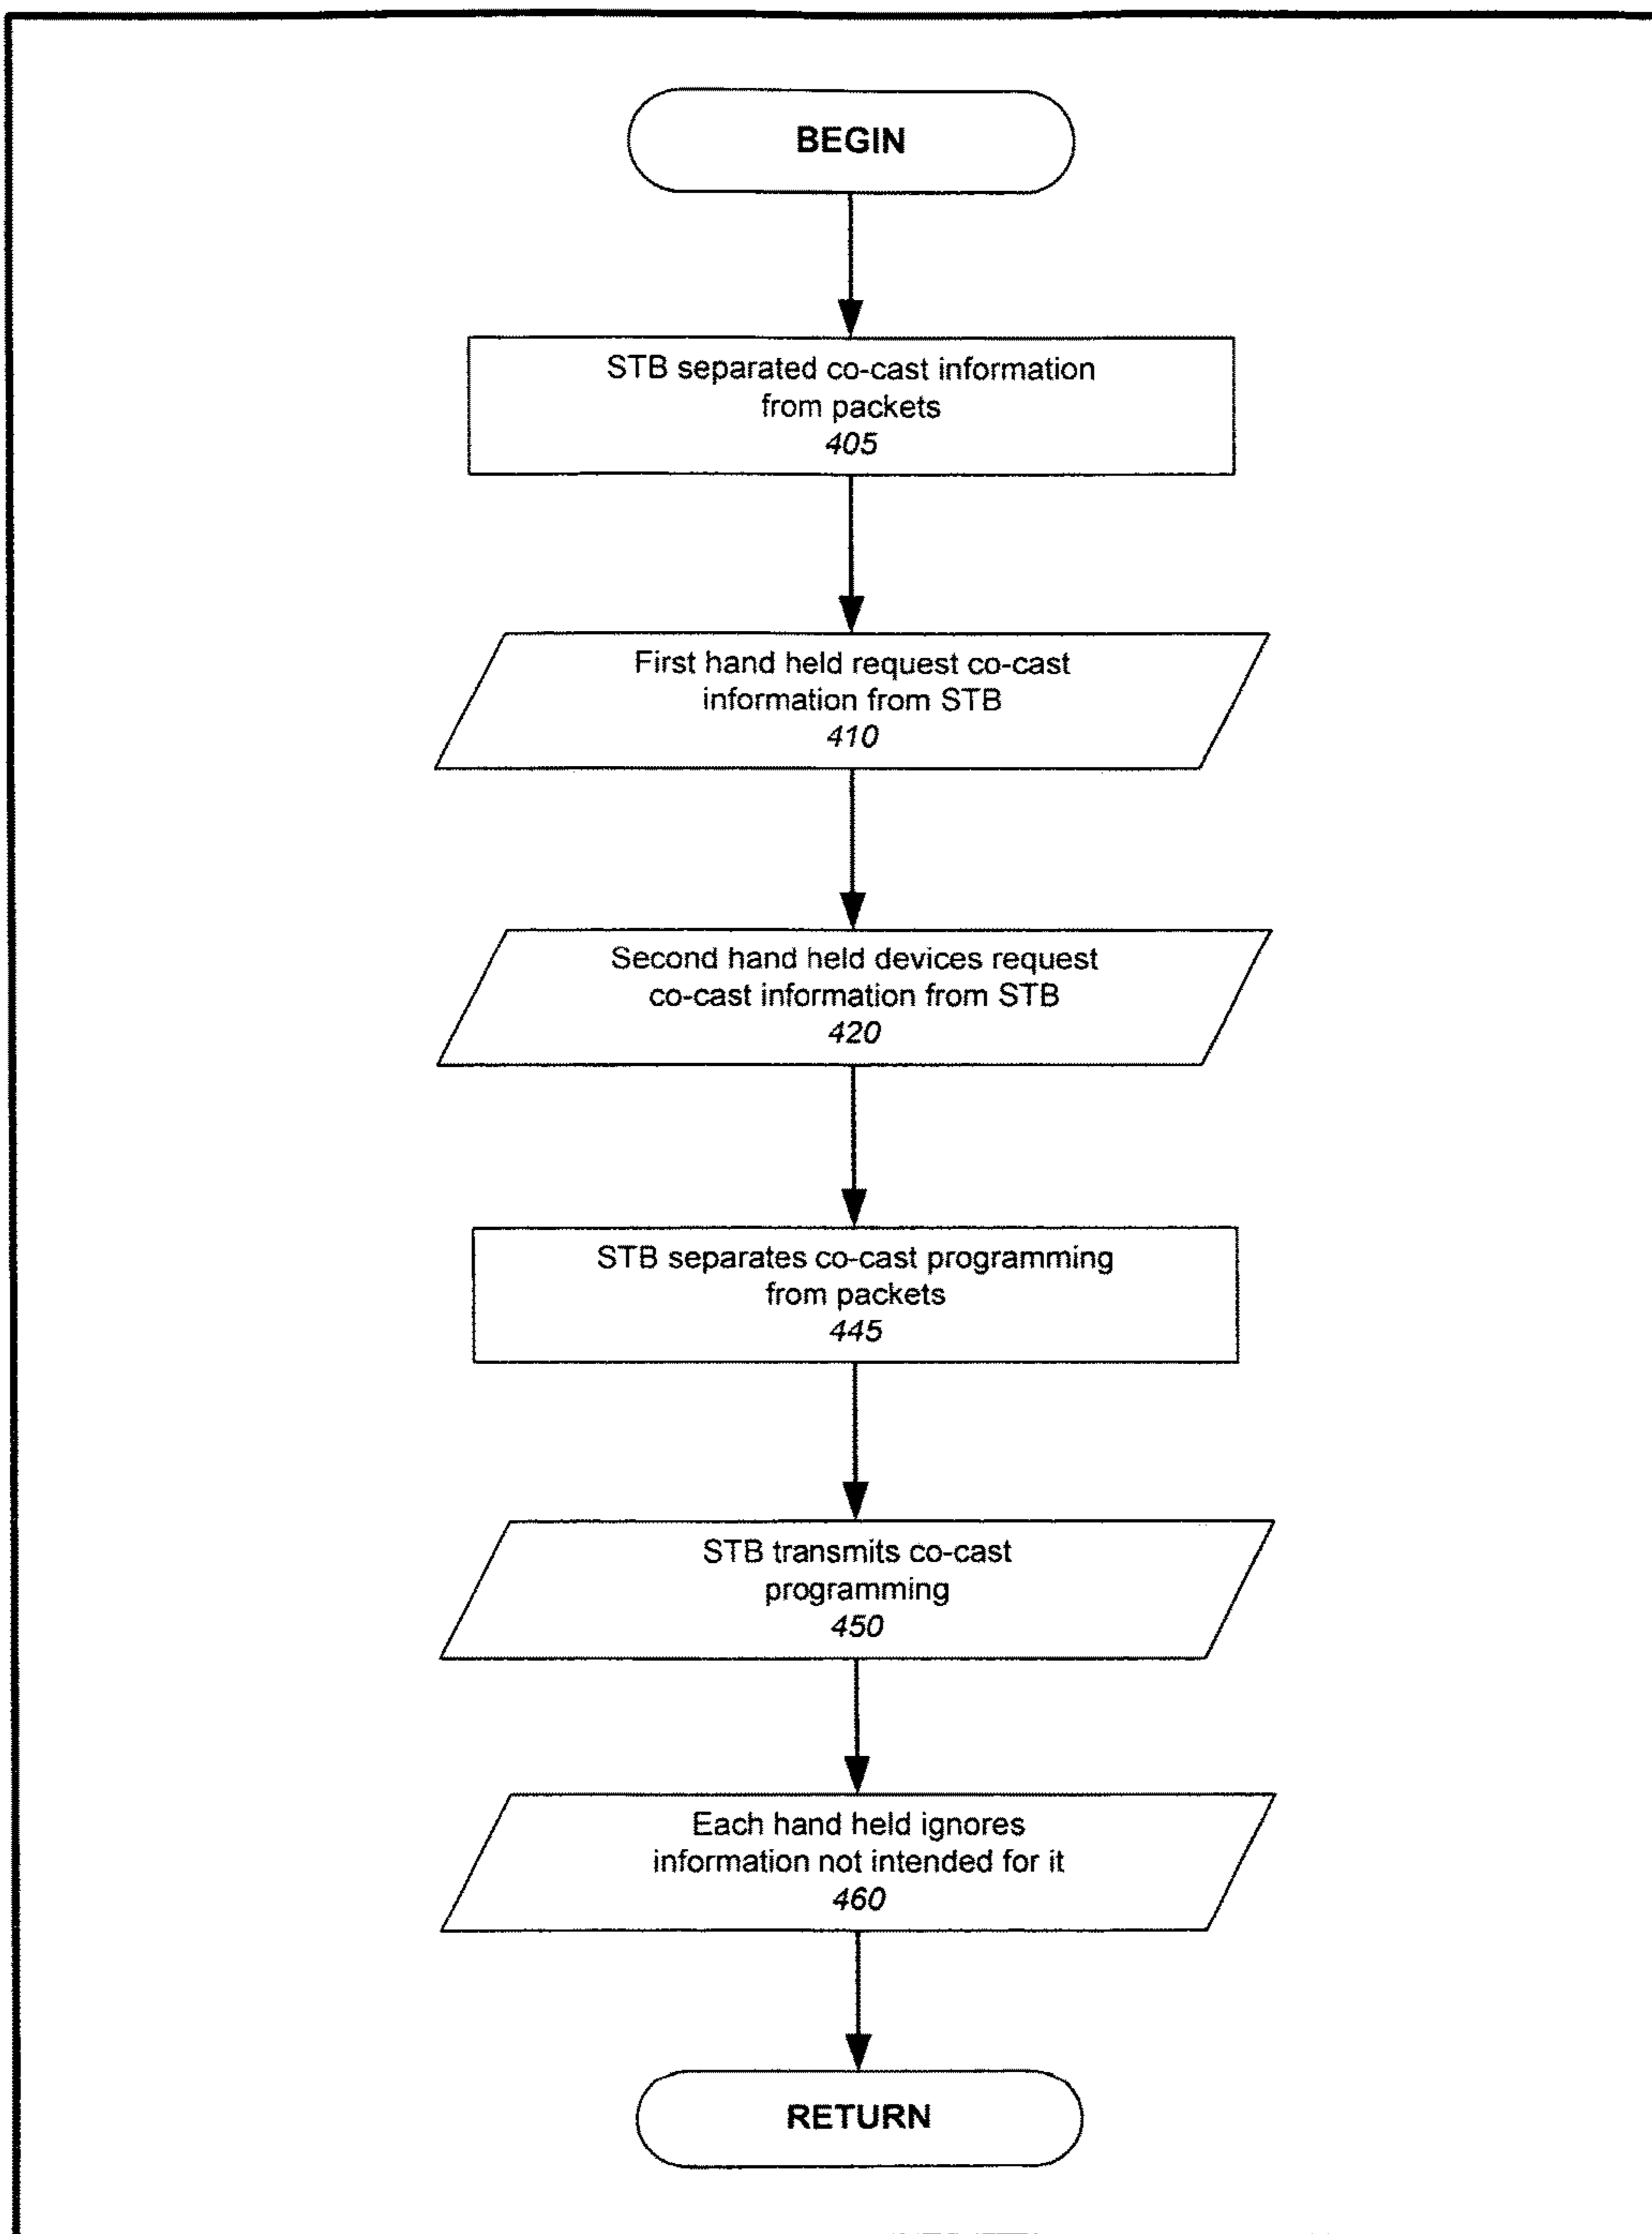 BEGIN
STB separated co-cast information
from packets
405
First hand held request co-cast
information from STB
410
Second hand held devices request
co-cast information from STB
420
STB separates co-cast programming
from packets
445
STB transmits co-cast
programming
450
Each hand held ignores
information not intended for it
460
RETURN